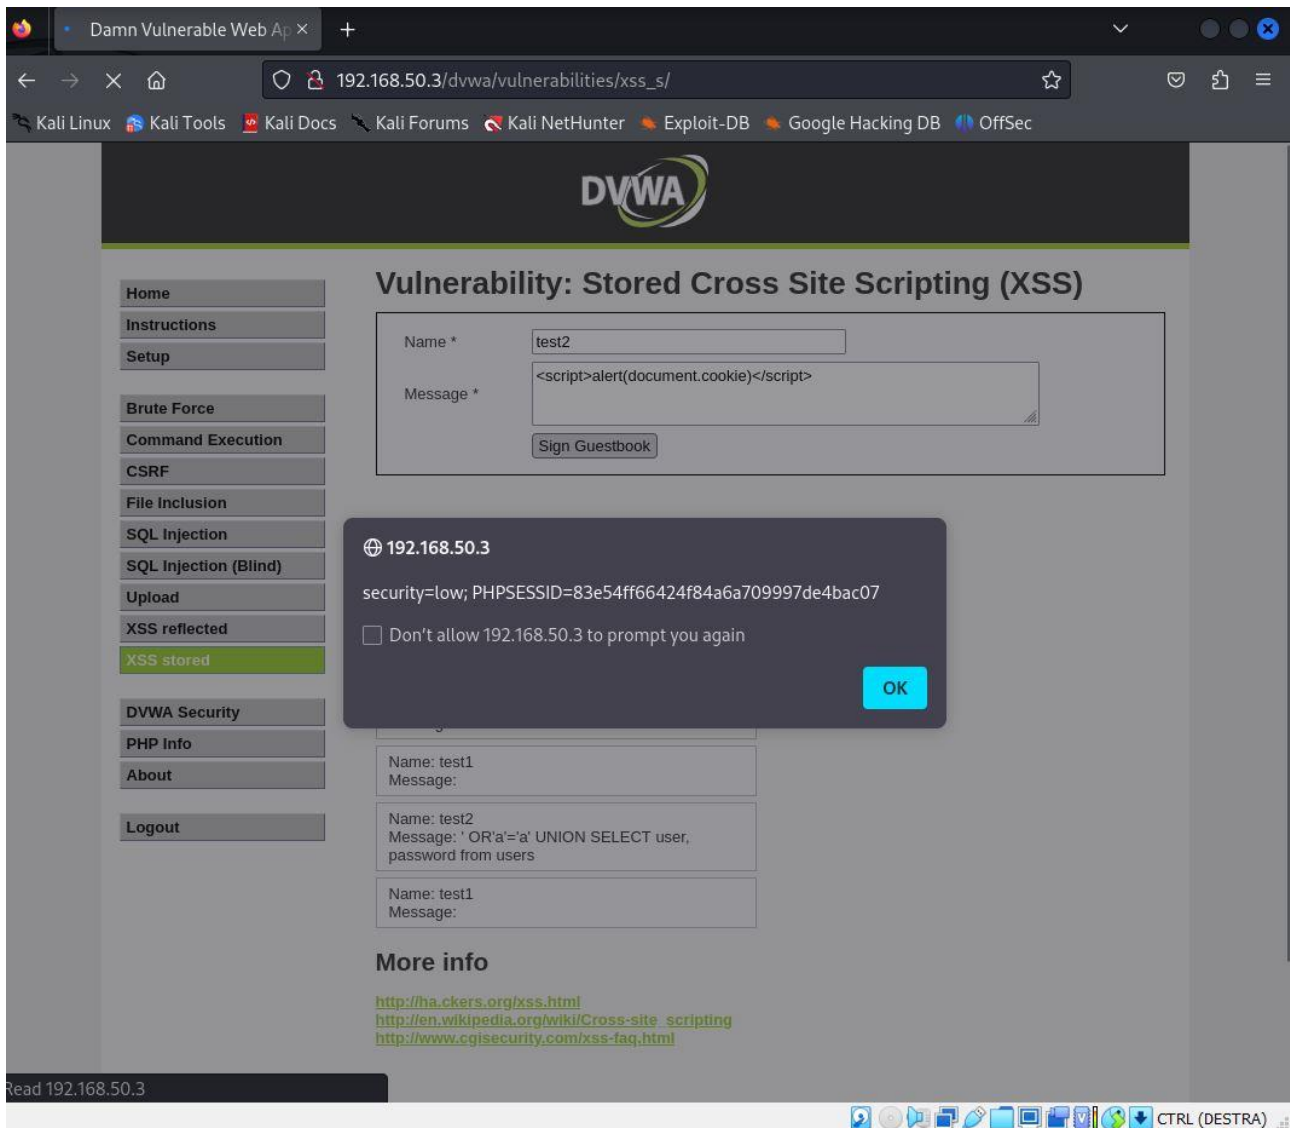 Damn Vulnerable Web Ap
192.168.50.3/dvwa/vulnerabilities/xss_s/
Kali Linux Kali Tools Kali Docs Kali Forums Kali NetHunter Exploit-DB Google Hacking DB OffSec
DVWA
Home
Instructions
Setup
Brute Force
Command Execution
CSRF
File Inclusion
SQL Injection
SQL Injection (Blind)
Upload
XSS reflected
XSS stored
DVWA Security
PHP Info
About
Logout
Vulnerability: Stored Cross Site Scripting (XSS)
Name * test2
Message * <script>alert(document.cookie)</script>
Sign Guestbook
192.168.50.3
security=low; PHPSESSID=83e54ff66424f84a6a709997de4bac07
Don't allow 192.168.50.3 to prompt you again
OK
Name: test1
Message:
Name: test2
Message: ' OR'a'='a' UNION SELECT user,
password from users
Name: test1
Message:
More info
http://ha.ckers.org/xss.html
http://en.wikipedia.org/wiki/Cross-site_scripting
http://www.cgisecurity.com/xss-faq.html
Read 192.168.50.3
CTRL (DESTRA)